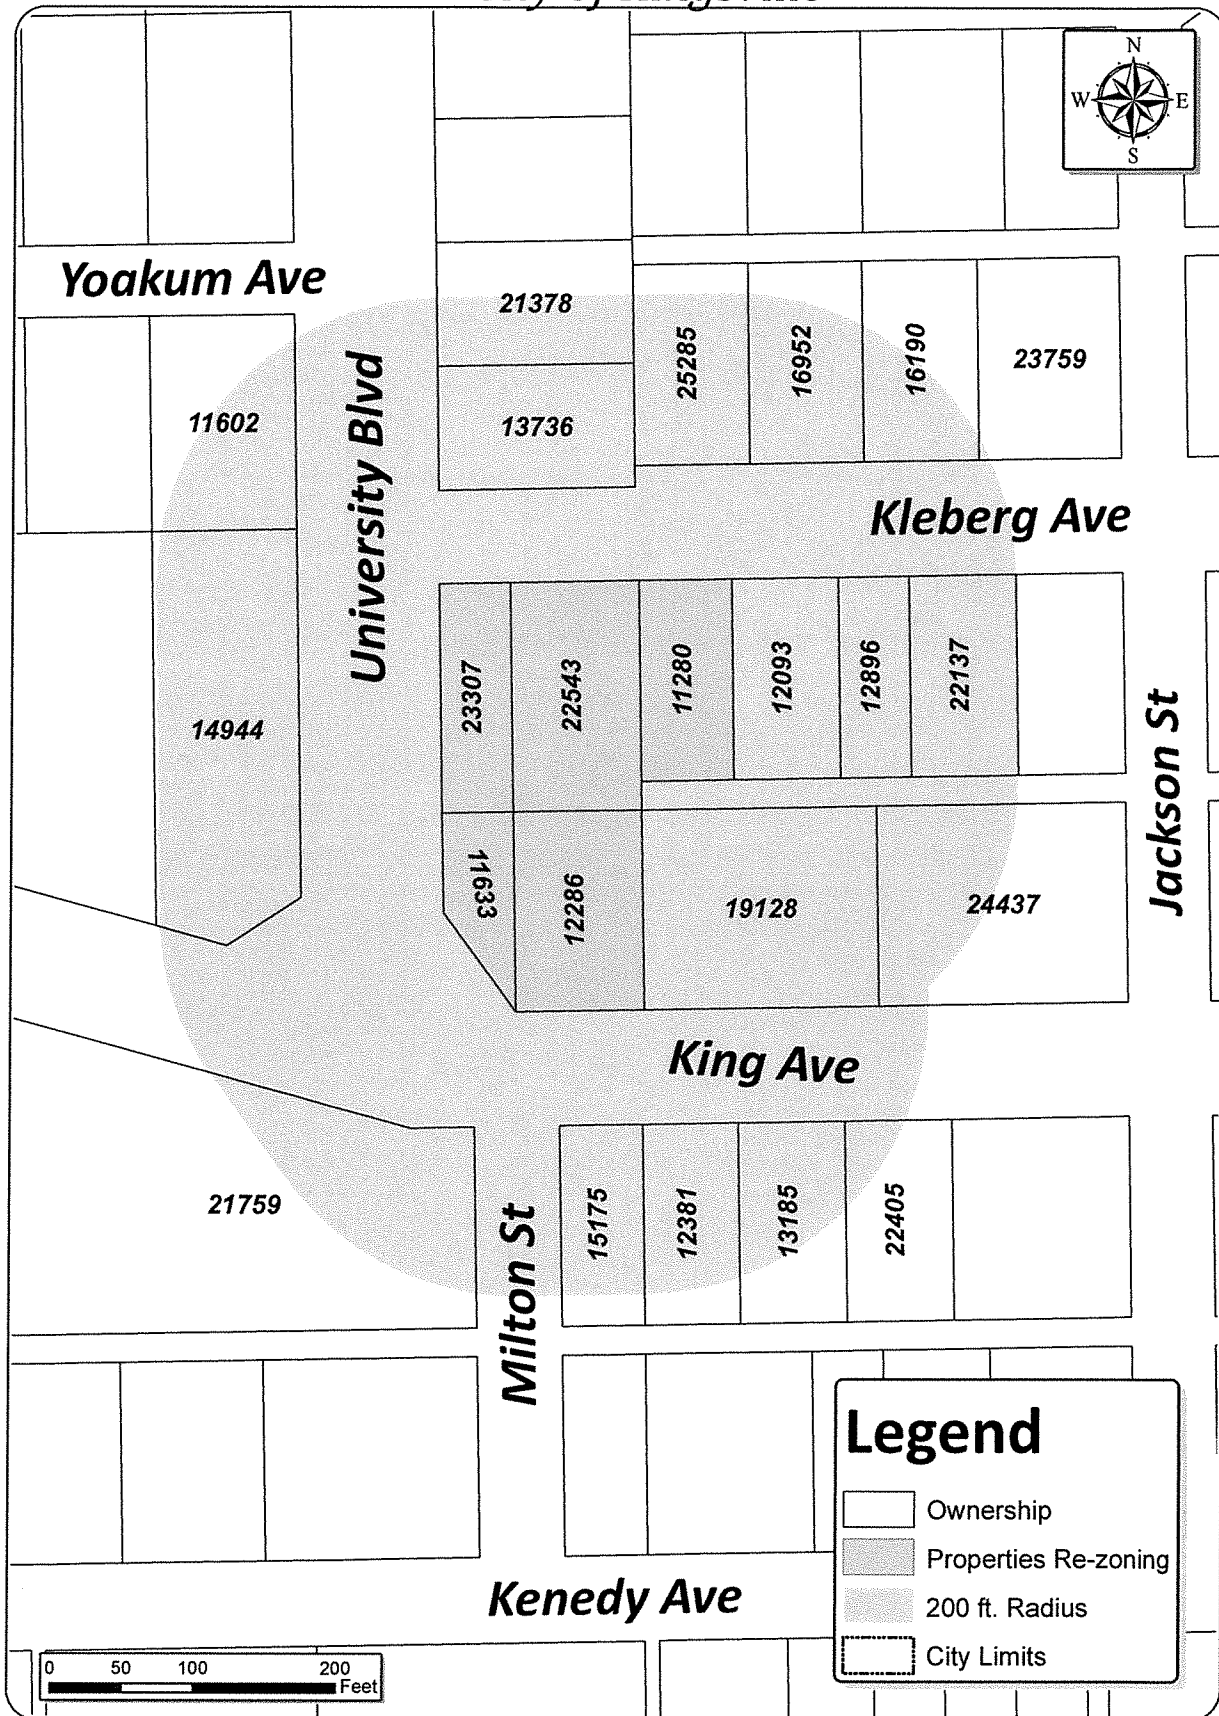 N
W E
S
Yoakum Ave
21378
25285
16952
16190
23759
11602
13736
University Blvd
Kleberg Ave
23307
22543
11280
12093
12896
22137
14944
Jackson St
11633
12286
19128
24437
King Ave
21759
Milton St
15175
12381
13185
22405
Legend
Ownership
Properties Re-zoning
200 ft. Radius
City Limits
Kenedy Ave
0 50 100 200
Feet